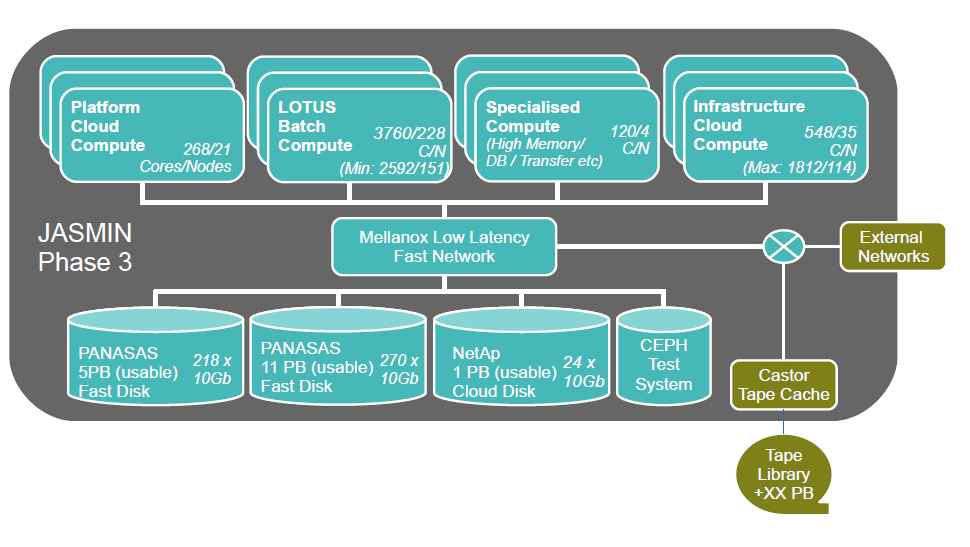 Platform
Cloud
Compute
268/21
Cores/Nodes
LOTUS
Batch
Compute
3760/228
C/N
(Min: 2592/151)
Specialised
Compute
(High Memory/
DB / Transfer etc)
120/4
C/N
Infrastructure
Cloud
Compute
548/35
C/N
(Max: 1812/114)
JASMIN
Phase 3
Mellanox Low Latency
Fast Network
External
Networks
PANASAS
5PB (usable)
Fast Disk
218 x
10Gb
PANASAS
11 PB (usable)
Fast Disk
270 x
10Gb
NetAp
1 PB (usable)
Cloud Disk
24 x
10Gb
CEPH
Test
System
Castor
Tape Cache
Tape
Library
+XX PB